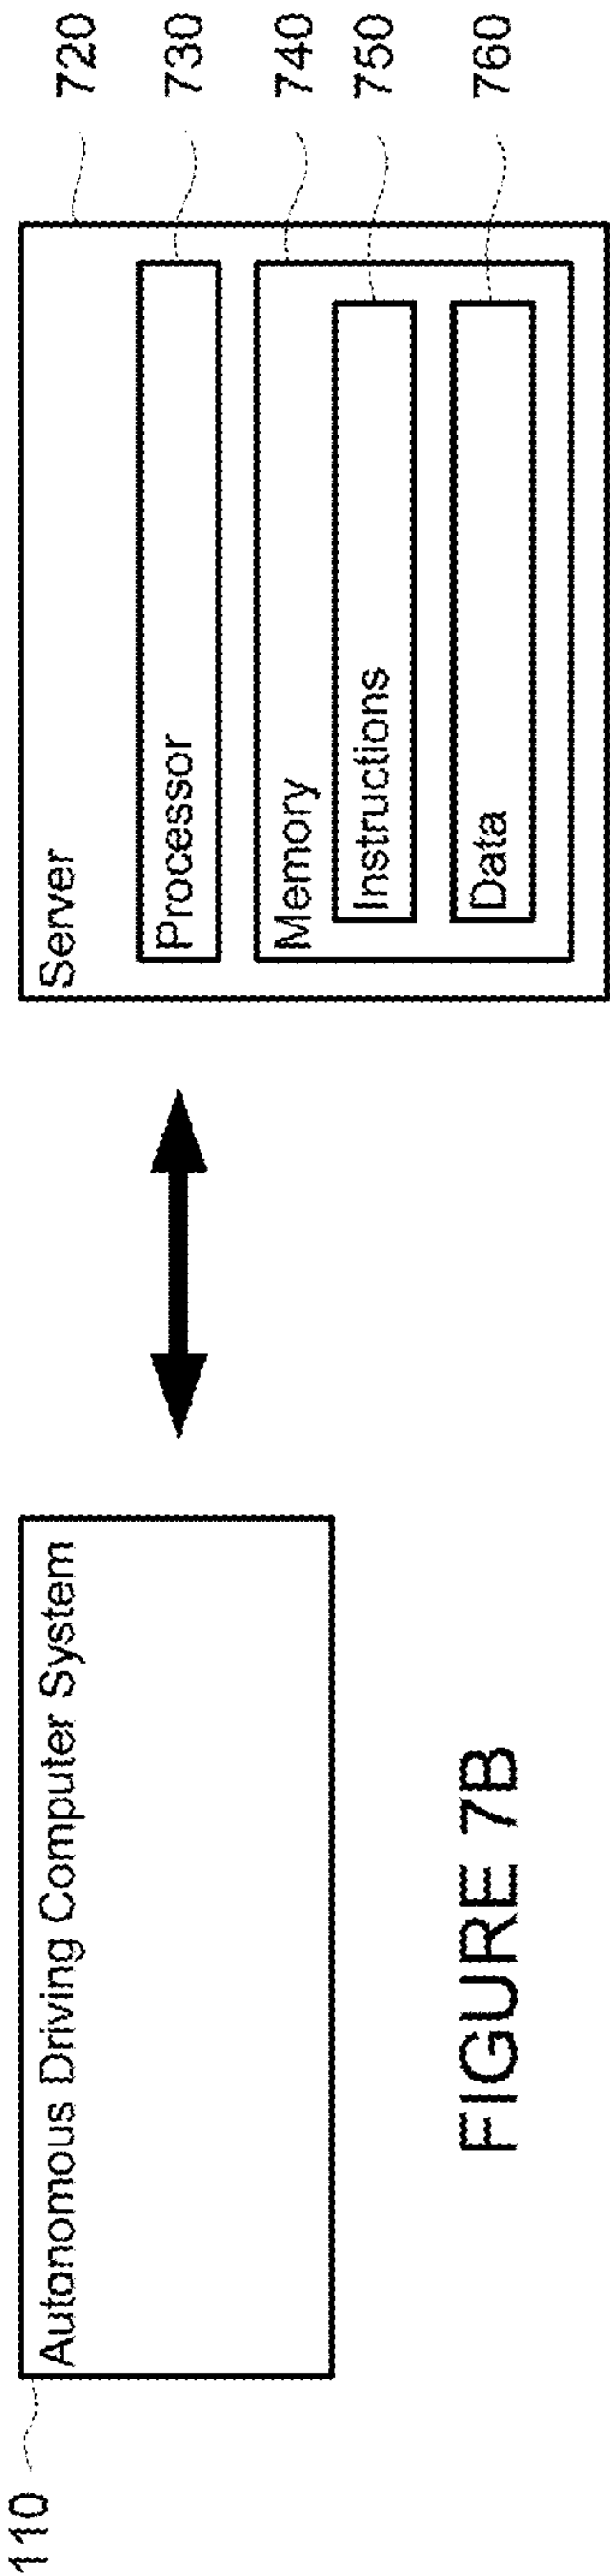 110
Autonomous Driving Computer System
Server
720
Processor
730
Memory
740
Instructions
750
Data
760
FIGURE 7B